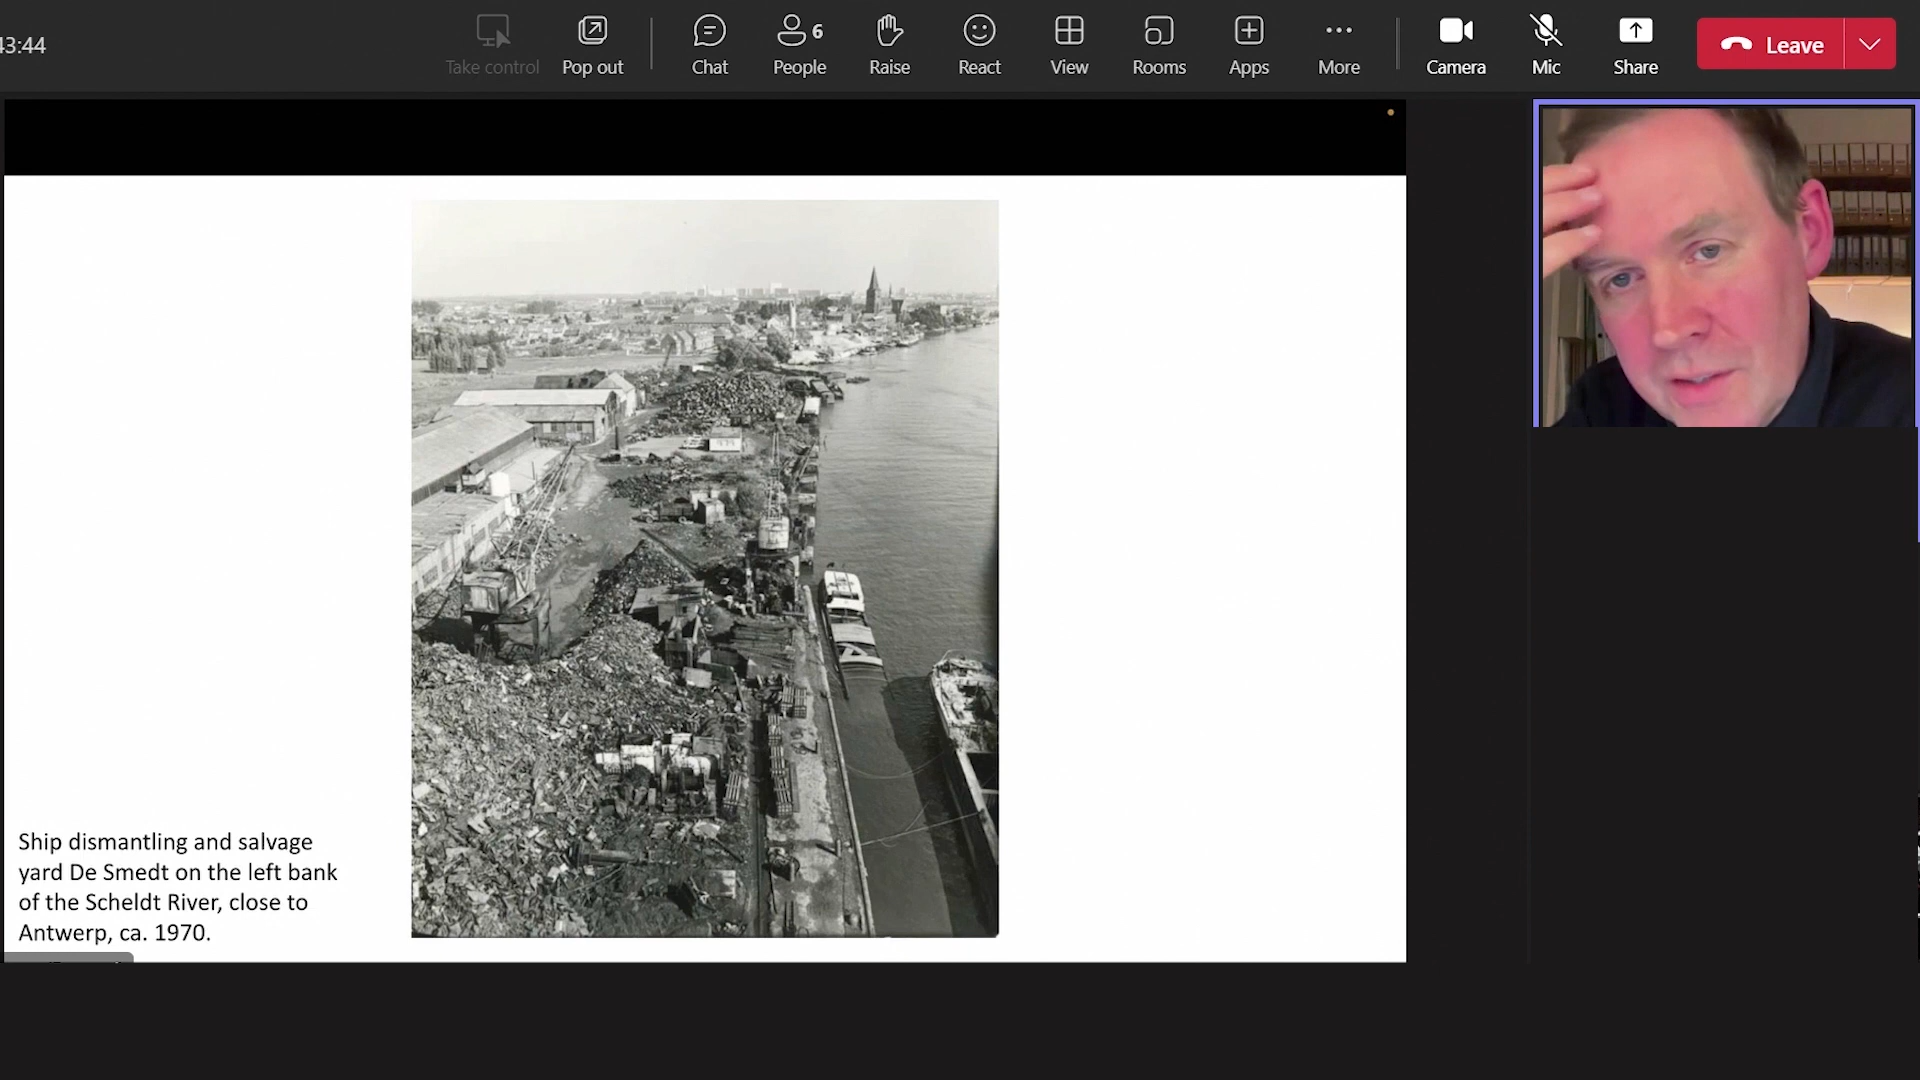 43:44
Take control
Pop out
Chat
6
People
Raise
React
View
Rooms
Apps
More
Camera
Mic
Share
Leave
Ship dismantling and salvage
yard De Smedt on the left bank
of the Scheldt River, close to
Antwerp, ca. 1970.